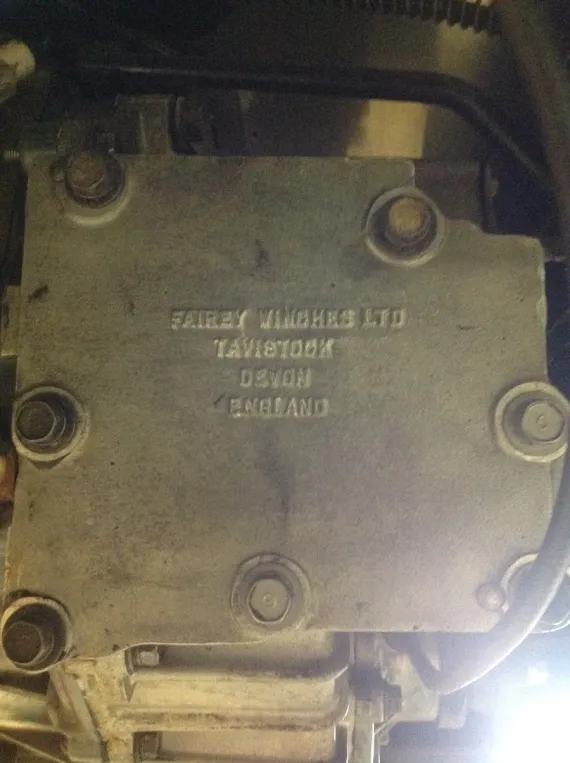 FAIREY WINCHES LTD
TAVISTOCK
DEVON
ENGLAND